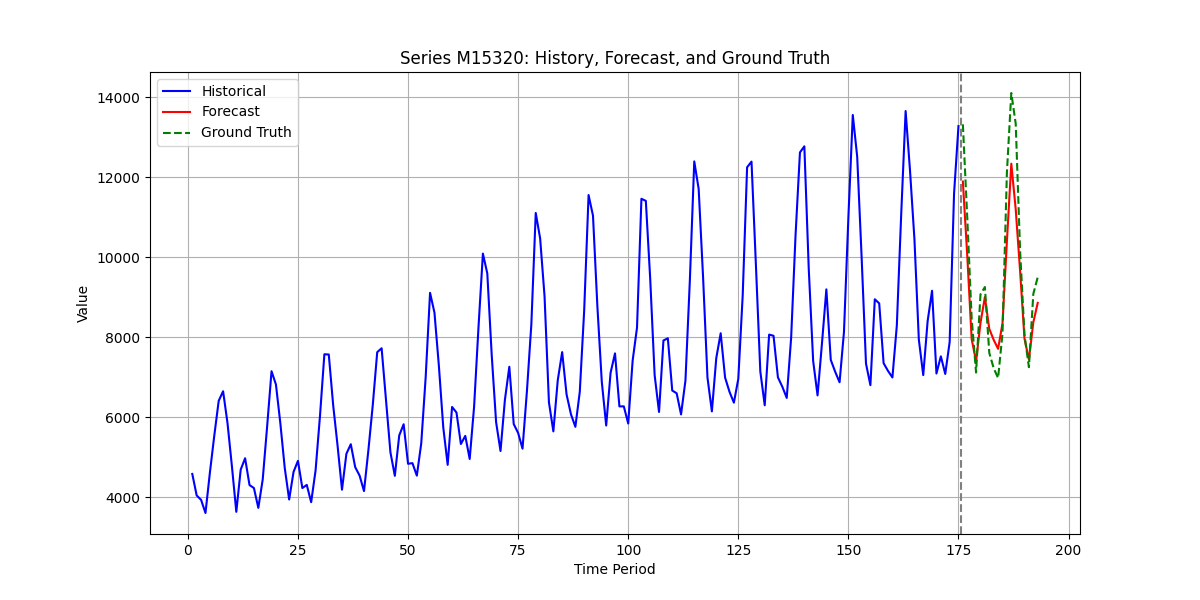 Series M15320: History, Forecast, and Ground Truth
Historical
Forecast
Ground Truth
14000
12000
10000
8000
6000
4000
Value
0 25 50 75 100 125 150 175 200
Time Period